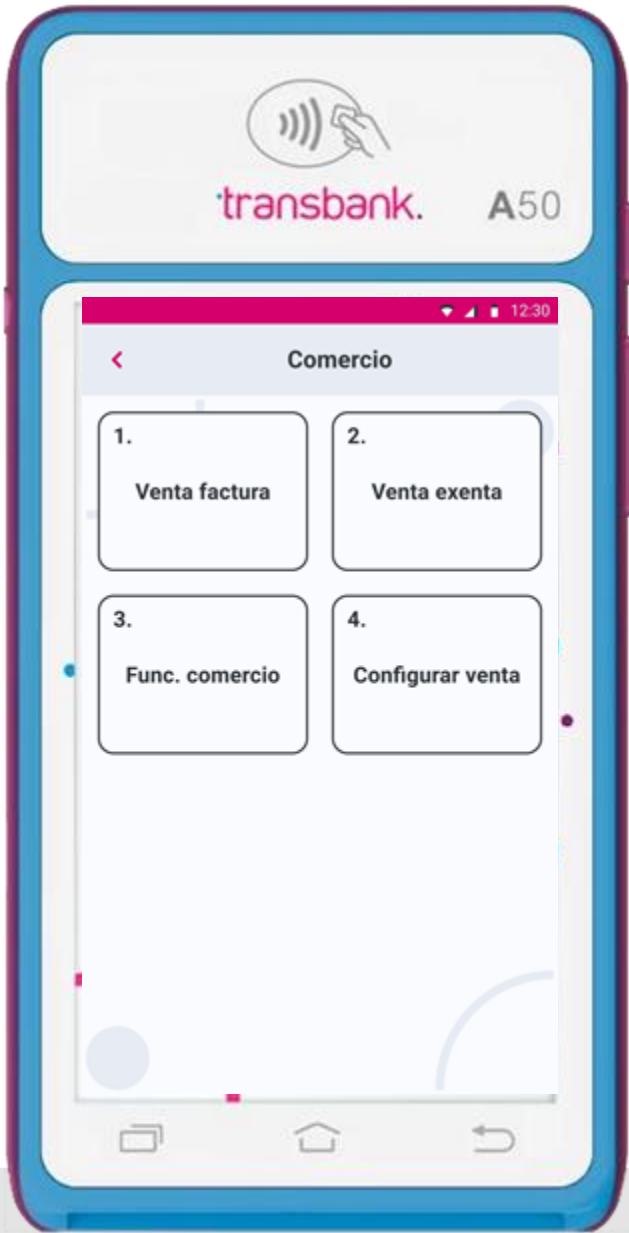 transbank.
A50
12:30
Comercio
1.
Venta factura
2.
Venta exenta
3.
Func. comercio
4.
Configurar venta